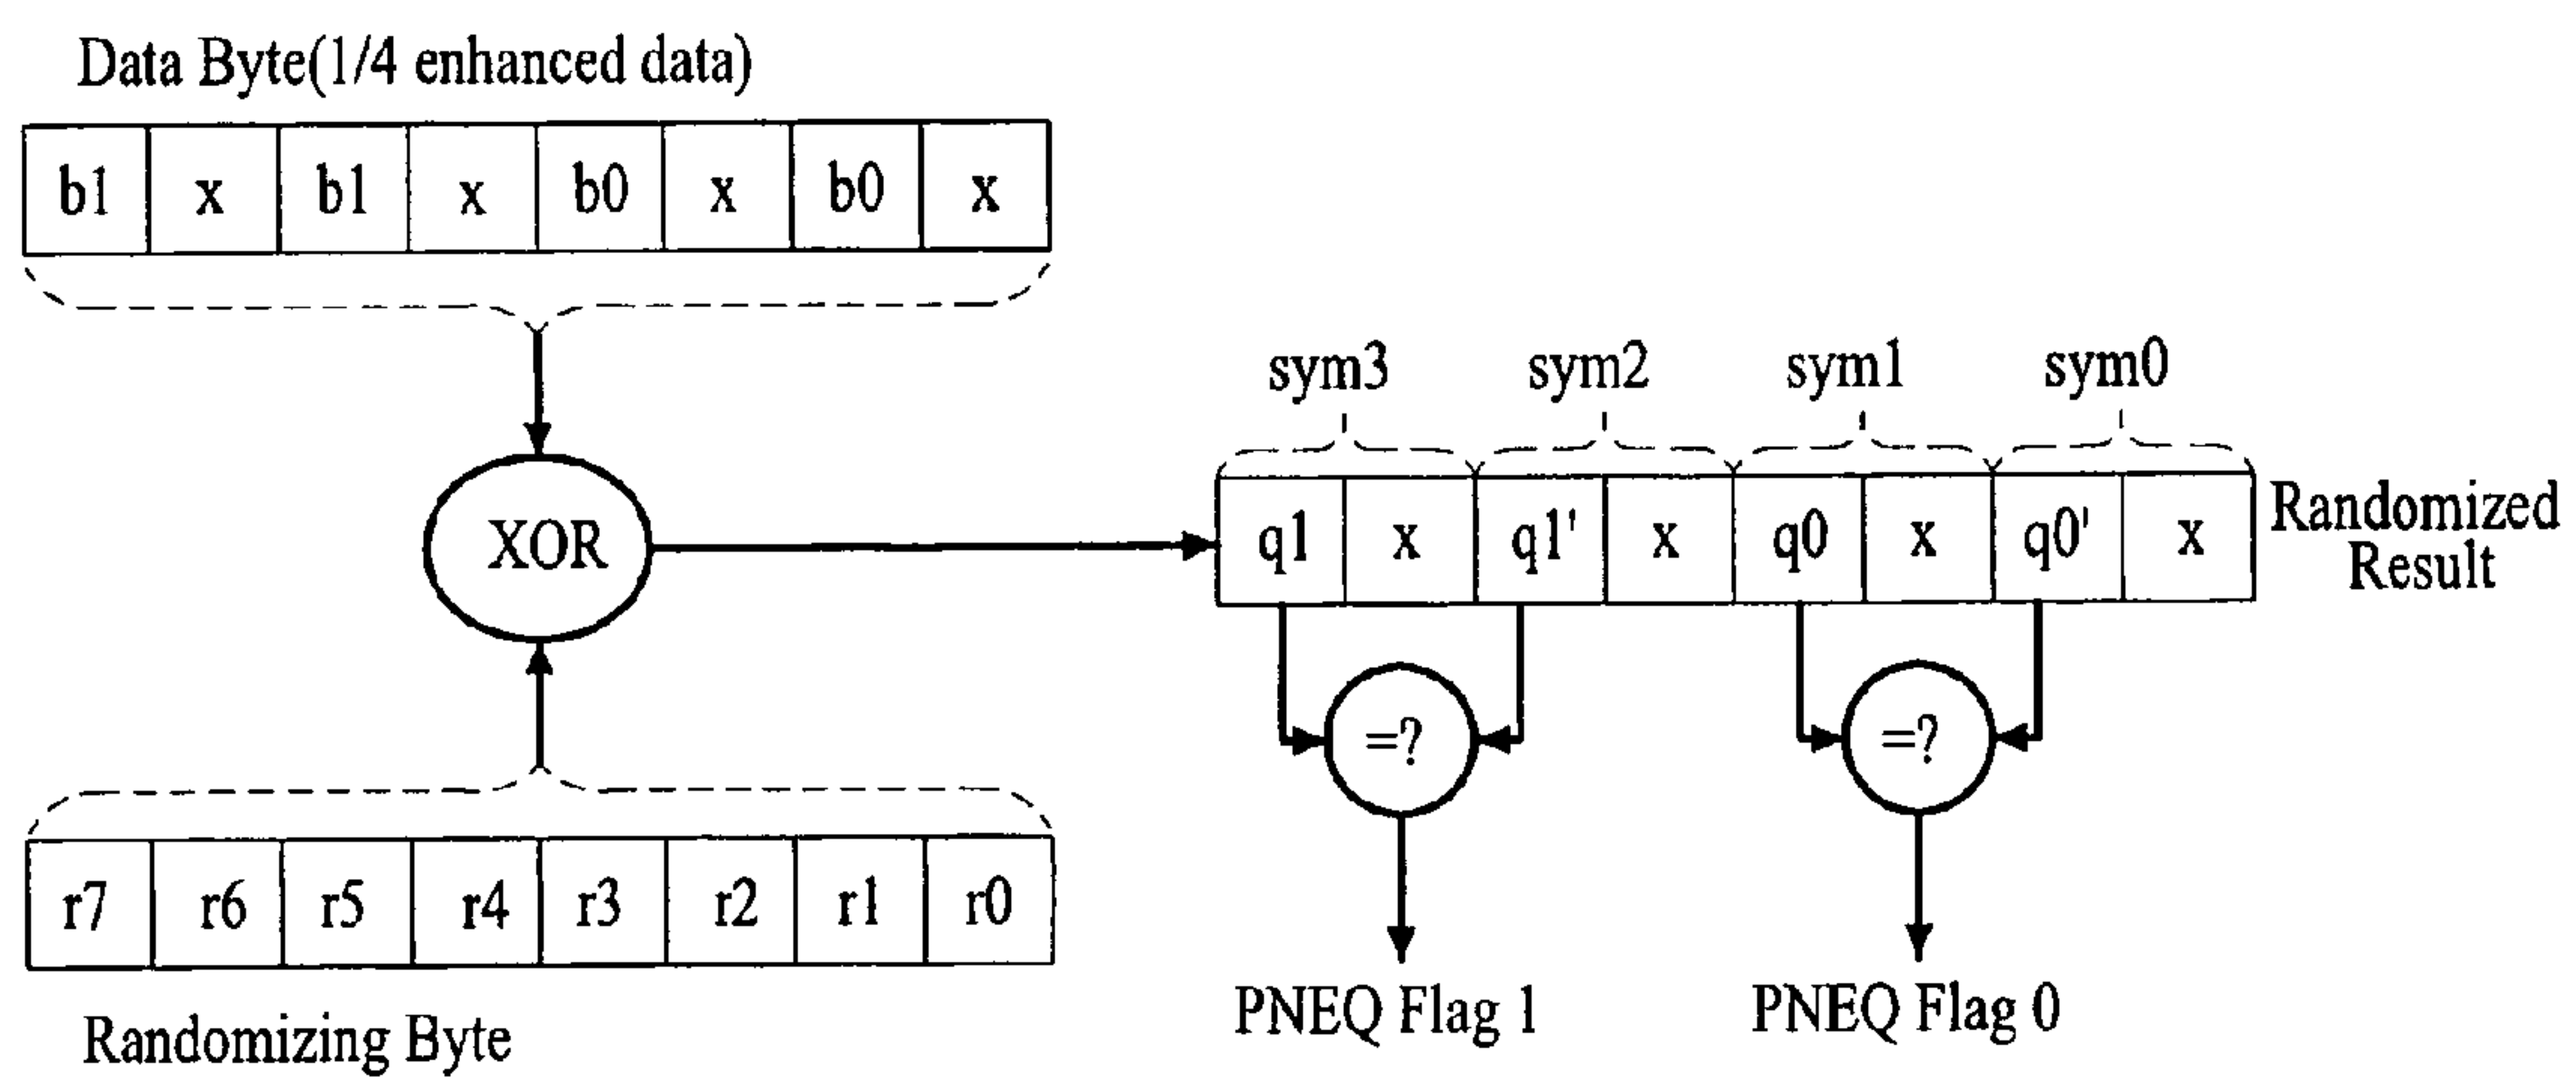 Data Byte(1/4 enhanced data)
b1 x b1 x b0 x b0 x
sym3 sym2 sym1 sym0
XOR
q1 x q1' x q0 x q0' x
Randomized
Result
=? =?
r7 r6 r5 r4 r3 r2 r1 r0
PNEQ Flag 1 PNEQ Flag 0
Randomizing Byte